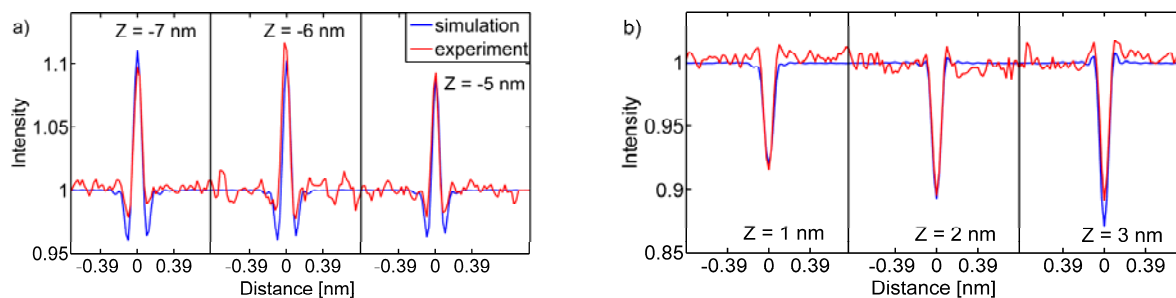 a)
Z = -7 nm
Z = -6 nm
simulation
experiment
Z = -5 nm
1.1
1.05
1
0.95
Intensity
-0.39 0 0.39
-0.39 0 0.39
-0.39 0 0.39
Distance [nm]
b)
1
0.95
0.9
0.85
Intensity
Z = 1 nm
Z = 2 nm
Z = 3 nm
-0.39 0 0.39
-0.39 0 0.39
0.39 0 0.39
Distance [nm]